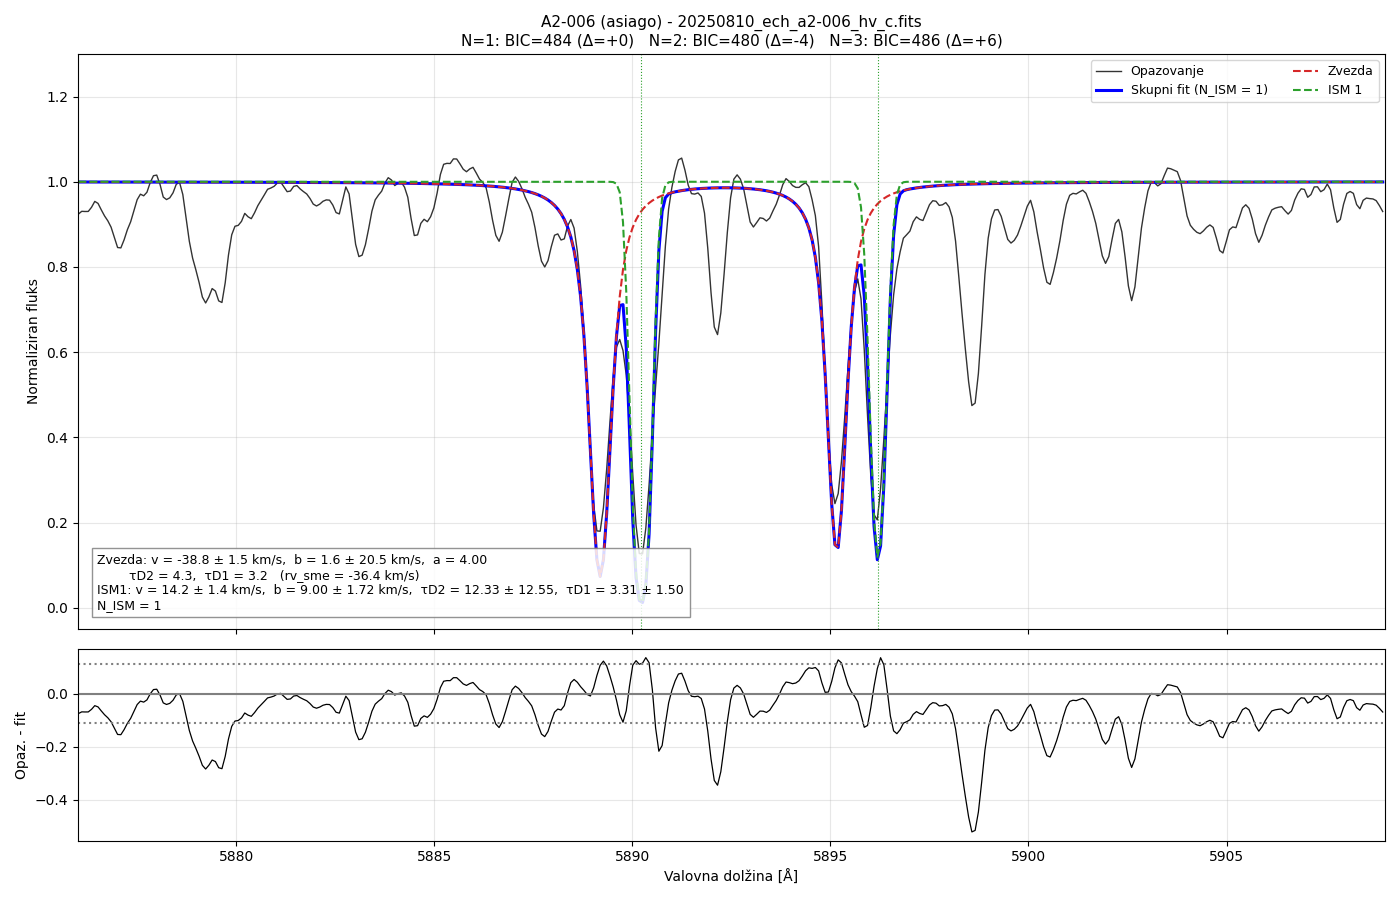 A2-006 (asiago) - 20250810_ech_a2-006_hv_c.fits
N=1: BIC=484 (Δ=+0)   N=2: BIC=480 (Δ=-4)   N=3: BIC=486 (Δ=+6)
Opazovanje
Skupni fit (N_ISM = 1)
Zvezda
ISM 1
Normaliziran fluks
1.2
1.0
0.8
0.6
0.4
0.2
0.0
Zvezda: v = -38.8 ± 1.5 km/s,  b = 1.6 ± 20.5 km/s,  a = 4.00
τD2 = 4.3,  τD1 = 3.2   (rv_sme = -36.4 km/s)
ISM1: v = 14.2 ± 1.4 km/s,  b = 9.00 ± 1.72 km/s,  τD2 = 12.33 ± 12.55,  τD1 = 3.31 ± 1.50
N_ISM = 1
Opaz. - fit
0.0
−0.2
−0.4
5880
5885
5890
5895
5900
5905
Valovna dolžina [Å]